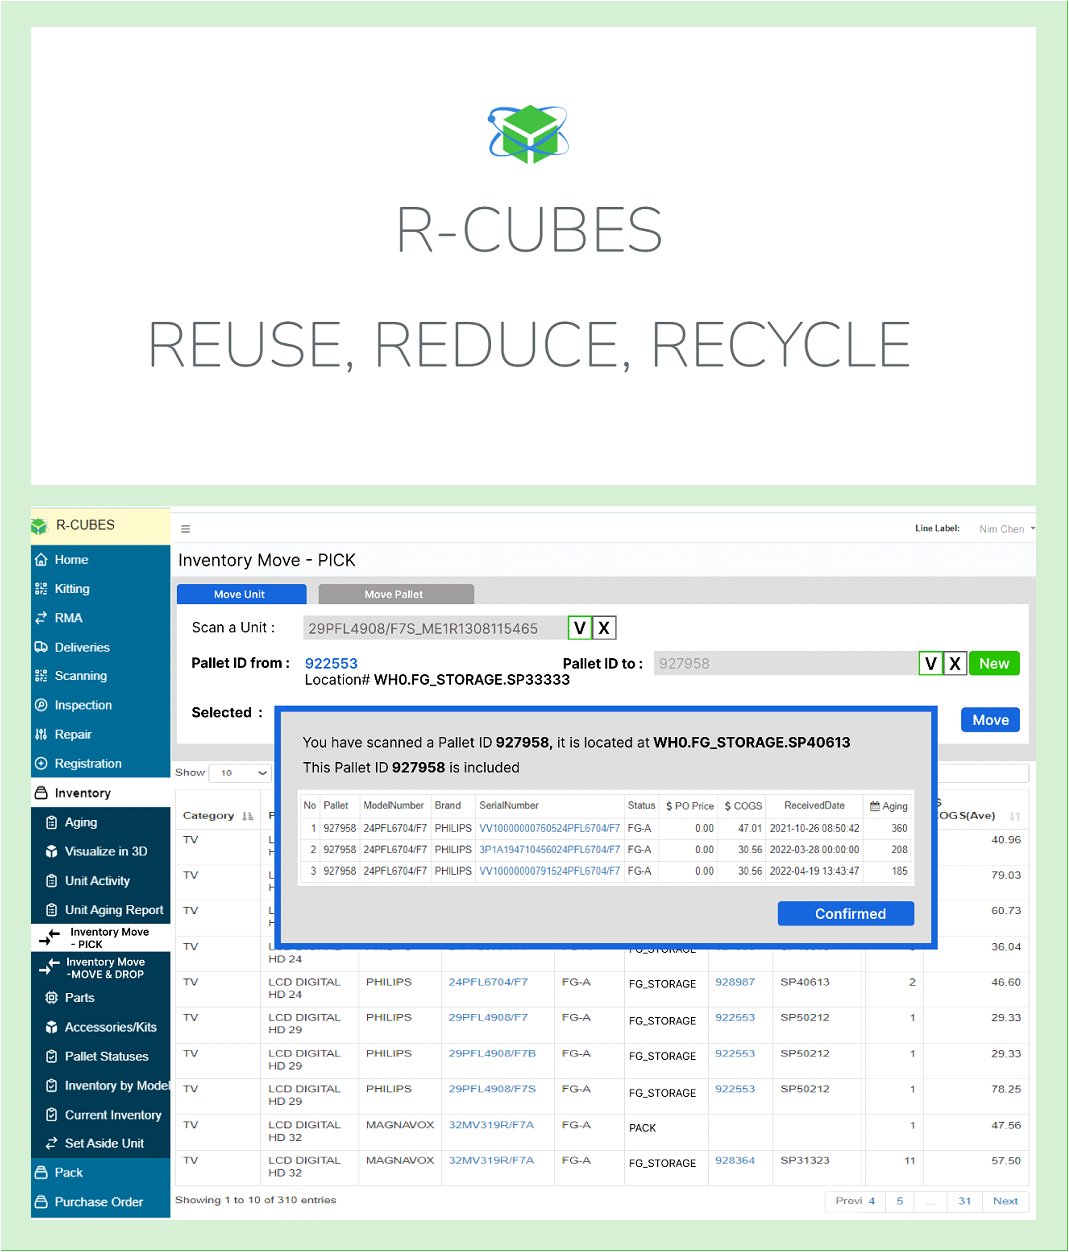 R-CUBES
REUSE, REDUCE, RECYCLE
R-CUBES
Line Label: Nim Chen
Home
Kitting
RMA
Deliveries
Scanning
Inspection
Repair
Registration
Inventory
Aging
Visualize in 3D
Unit Activity
Unit Aging Report
Inventory Move
- PICK
Inventory Move
-MOVE & DROP
Parts
Accessories/Kits
Pallet Statuses
Inventory by Model
Current Inventory
Set Aside Unit
Pack
Purchase Order
Inventory Move - PICK
Move Unit Move Pallet
Scan a Unit : 29PFL4908/F7S_ME1R1308115465 V X
Pallet ID from : 922553 Pallet ID to : 927958 V X New
Location# WH0.FG_STORAGE.SP33333
Selected :
Move
You have scanned a Pallet ID 927958, it is located at WH0.FG_STORAGE.SP40613
This Pallet ID 927958 is included
No Pallet ModelNumber Brand SerialNumber Status $ PO Price $ COGS ReceivedDate Aging
1 927958 24PFL6704/F7 PHILIPS VV10000000760524PFL6704/F7 FG-A 0.00 47.01 2021-10-26 08:50:42 360
2 927958 24PFL6704/F7 PHILIPS 3P1A194710456024PFL6704/F7 FG-A 0.00 30.56 2022-03-28 00:00:00 208
3 927958 24PFL6704/F7 PHILIPS VV10000000791524PFL6704/F7 FG-A 0.00 30.56 2022-04-19 13:43:47 185
Confirmed
Show 10
Category OGS(Ave)
TV 40.96
TV 79.03
TV 60.73
TV HD 24 FG_STORAGE 36.04
TV LCD DIGITAL HD 24 PHILIPS 24PFL6704/F7 FG-A FG_STORAGE 928987 SP40613 2 46.60
TV LCD DIGITAL HD 29 PHILIPS 29PFL4908/F7 FG-A FG_STORAGE 922553 SP50212 1 29.33
TV LCD DIGITAL HD 29 PHILIPS 29PFL4908/F7B FG-A FG_STORAGE 922553 SP50212 1 29.33
TV LCD DIGITAL HD 29 PHILIPS 29PFL4908/F7S FG-A FG_STORAGE 922553 SP50212 1 78.25
TV LCD DIGITAL HD 32 MAGNAVOX 32MV319R/F7A FG-A PACK 1 47.56
TV LCD DIGITAL HD 32 MAGNAVOX 32MV319R/F7A FG-A FG_STORAGE 928364 SP31323 11 57.50
Showing 1 to 10 of 310 entries
Previ 4 5 ... 31 Next